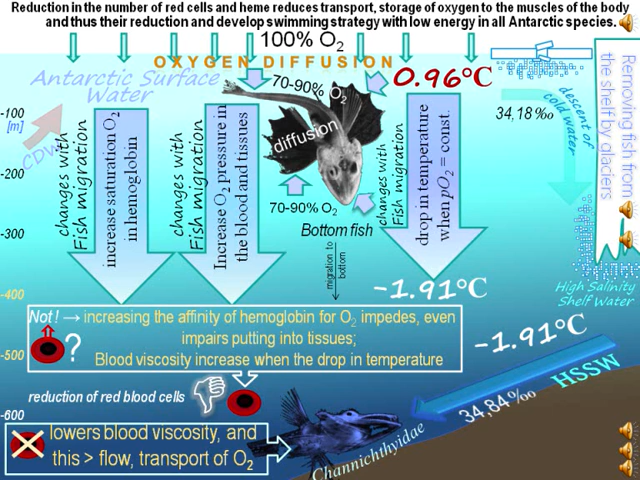 Reduction in the number of red cells and heme reduces transport, storage of oxygen to the muscles of the body
and thus their reduction and develop swimming strategy with low energy in all Antarctic species.
100% O2
OXYGEN DIFFUSION
Antarctic Surface
Water
70-90% O2
0.96°C
34,18 ‰
descent of
cold water
Removing fish from
the shelf by glaciers
-100
[m]
CDW
changes with
Fish migration
increase saturation O2
in hemoglobin
changes with
Fish migration
Increase O2 pressure in
the blood and tissues
diffusion
changes with
Fish migration
drop in temperature
when pO2 = const.
-200
70-90% O2
-300
Bottom fish
migration to
bottom
-1.91°C
High Salinity
Shelf Water
-400
Not! → increasing the affinity of hemoglobin for O2 impedes, even
impairs putting into tissues;
Blood viscosity increase when the drop in temperature
?
-1.91°C
-500
HSSW
34,84 ‰
reduction of red blood cells
-600
lowers blood viscosity, and
this > flow, transport of O2
Channichthyidae